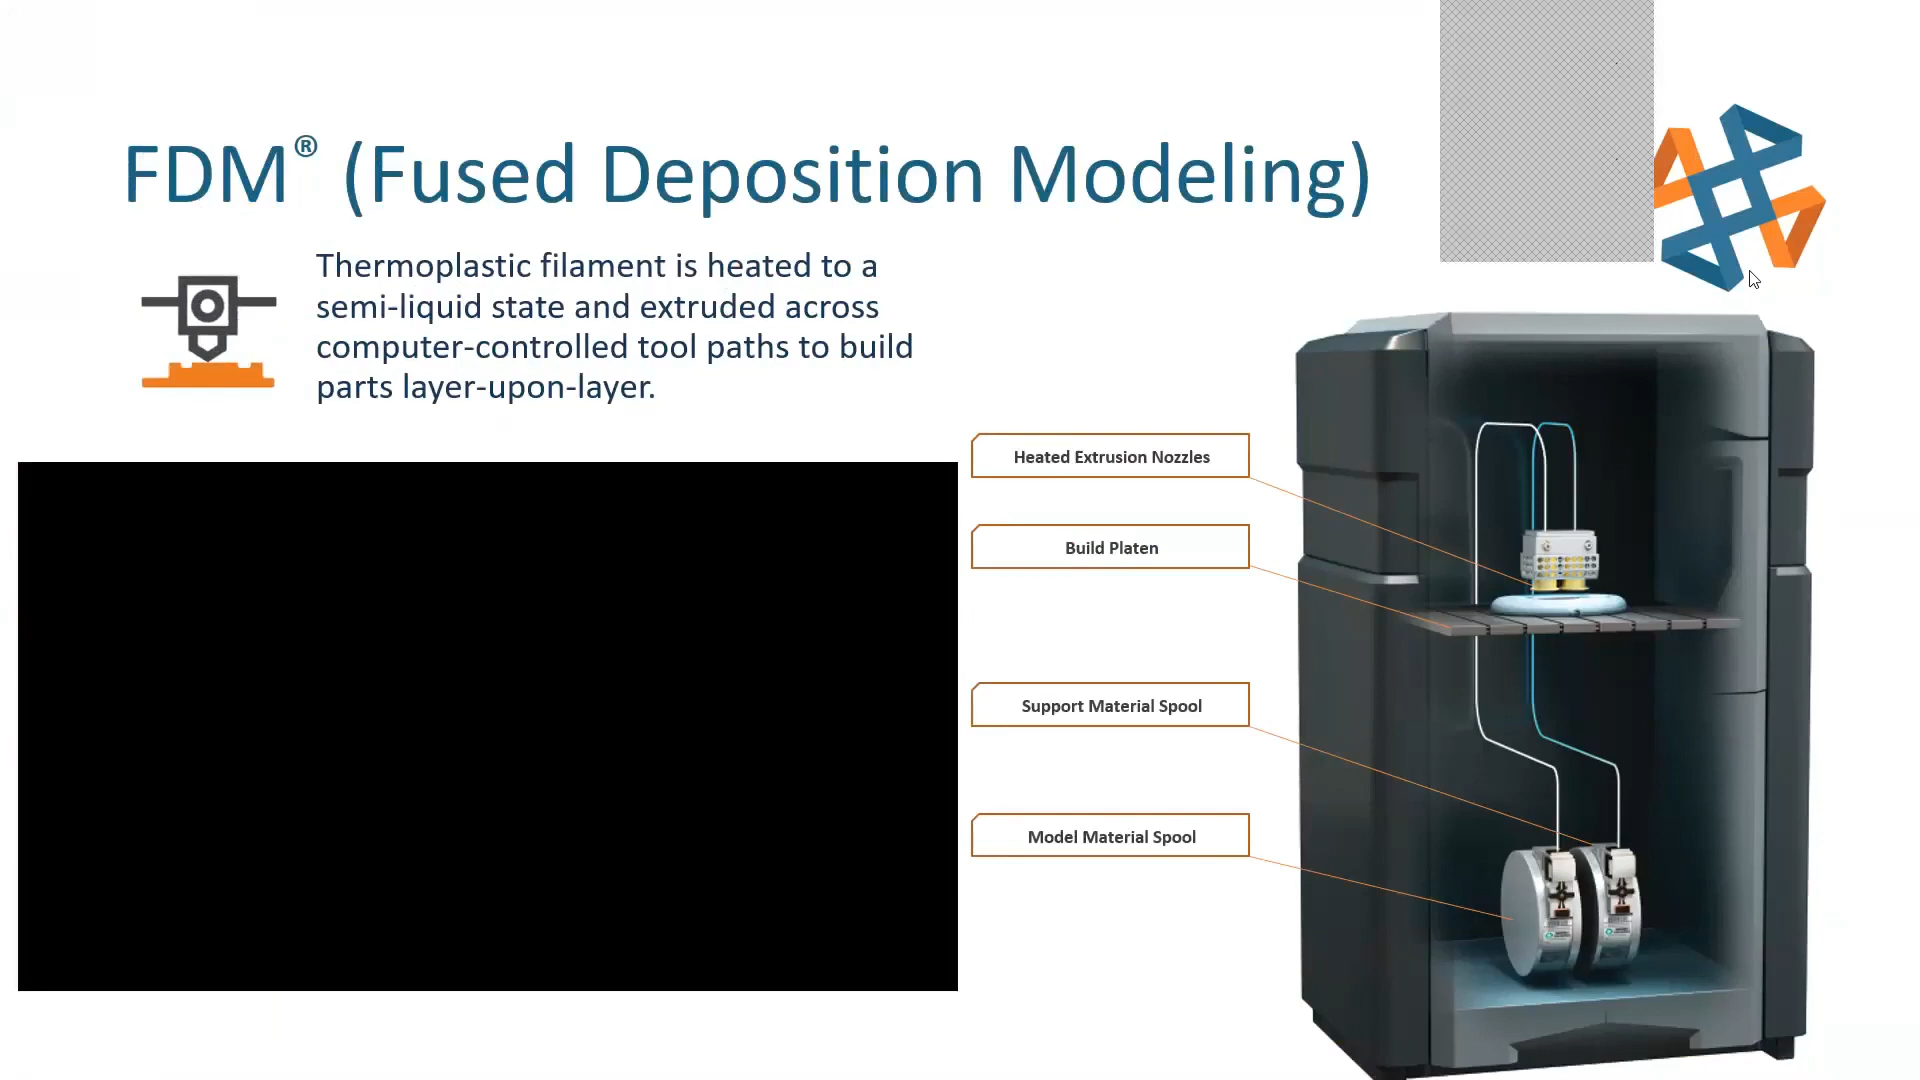 FDM® (Fused Deposition Modeling)
Thermoplastic filament is heated to a
semi-liquid state and extruded across
computer-controlled tool paths to build
parts layer-upon-layer.
Heated Extrusion Nozzles
Build Platen
Support Material Spool
Model Material Spool